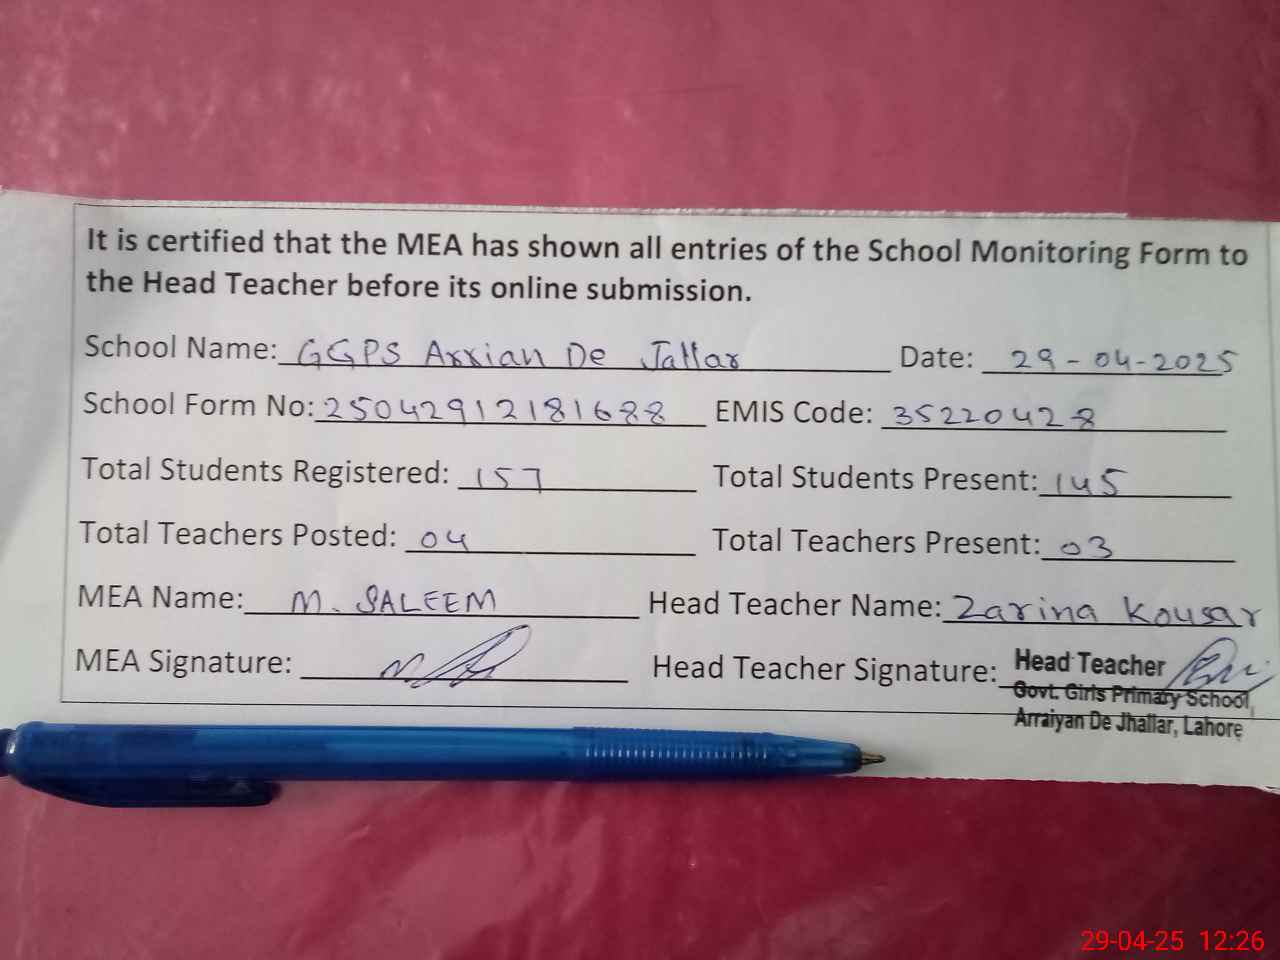 It is certified that the MEA has shown all entries of the School Monitoring Form to
the Head Teacher before its online submission.
School Name: GGPS Arrian De Jallar Date: 29-04-2025
School Form No: 25042912181688 EMIS Code: 35220428
Total Students Registered: 157 Total Students Present: 145
Total Teachers Posted: 04 Total Teachers Present: 03
MEA Name: M. SALEEM Head Teacher Name: Zarina Kousar
MEA Signature: Head Teacher Signature: Head Teacher
Govt. Girls Primary School,
Arraiyan De Jhallar, Lahore
29-04-25 12:26